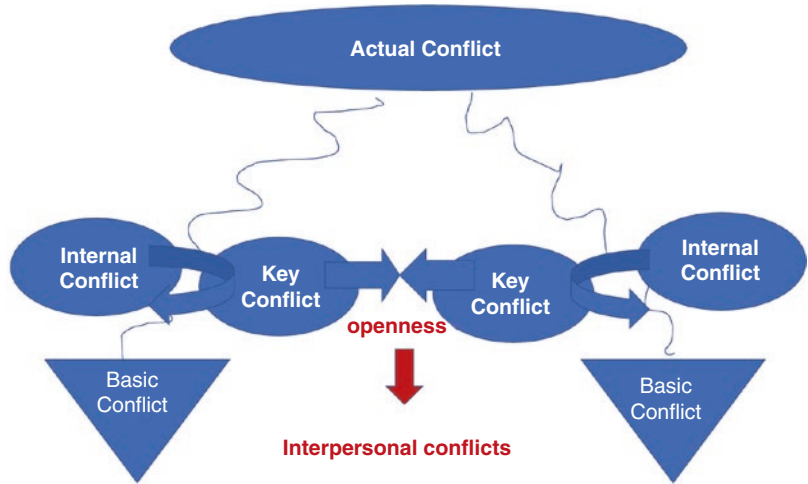 Actual Conflict
Internal
Conflict
Key
Conflict
Key
Conflict
Internal
Conflict
openness
Basic
Conflict
Basic
Conflict
Interpersonal conflicts